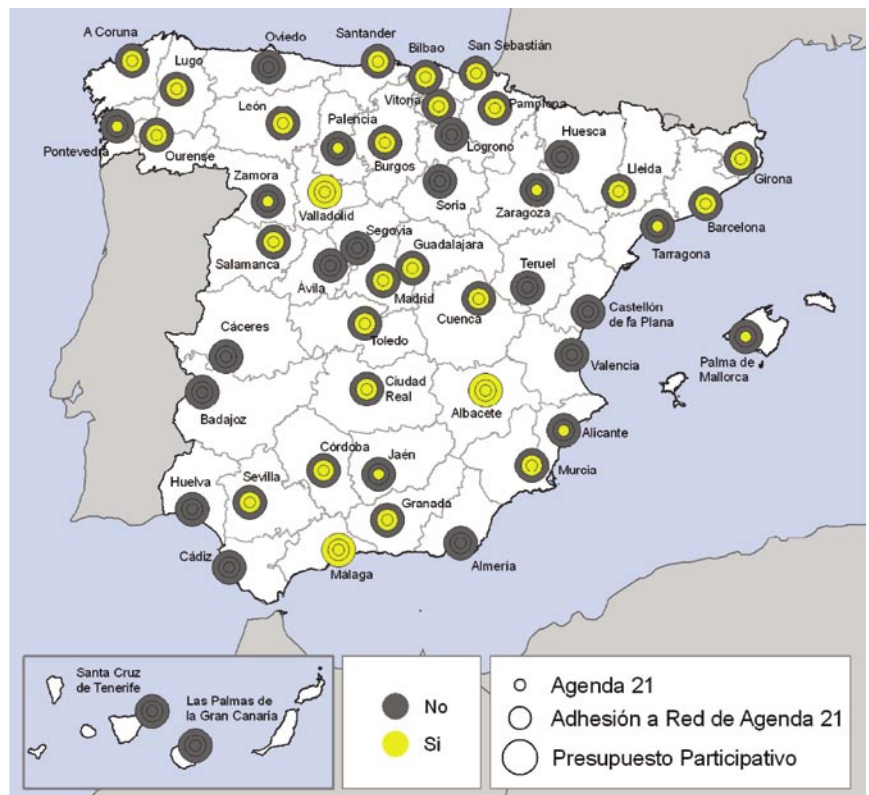 A Coruna
Oviedo
Santander
Bilbao
San Sebastián
Lugo
León
Vitoria
Pamplona
Palencia
Huesca
Pontevedra
Ourense
Burgos
Logrono
Lleida
Girona
Zamora
Valladolid
Soria
Zaragoza
Barcelona
Segovia
Tarragona
Salamanca
Guadalajara
Teruel
Ávila
Madrid
Cuenca
Castellón
de la Plana
Toledo
Cáceres
Valencia
Palma de
Mallorca
Ciudad
Real
Badajoz
Albacete
Alicante
Córdoba
Jaén
Murcia
Huelva
Sevilla
Granada
Cádiz
Málaga
Almería
Santa Cruz
de Tenerife
Las Palmas de
la Gran Canaria
No
Si
Agenda 21
Adhesión a Red de Agenda 21
Presupuesto Participativo